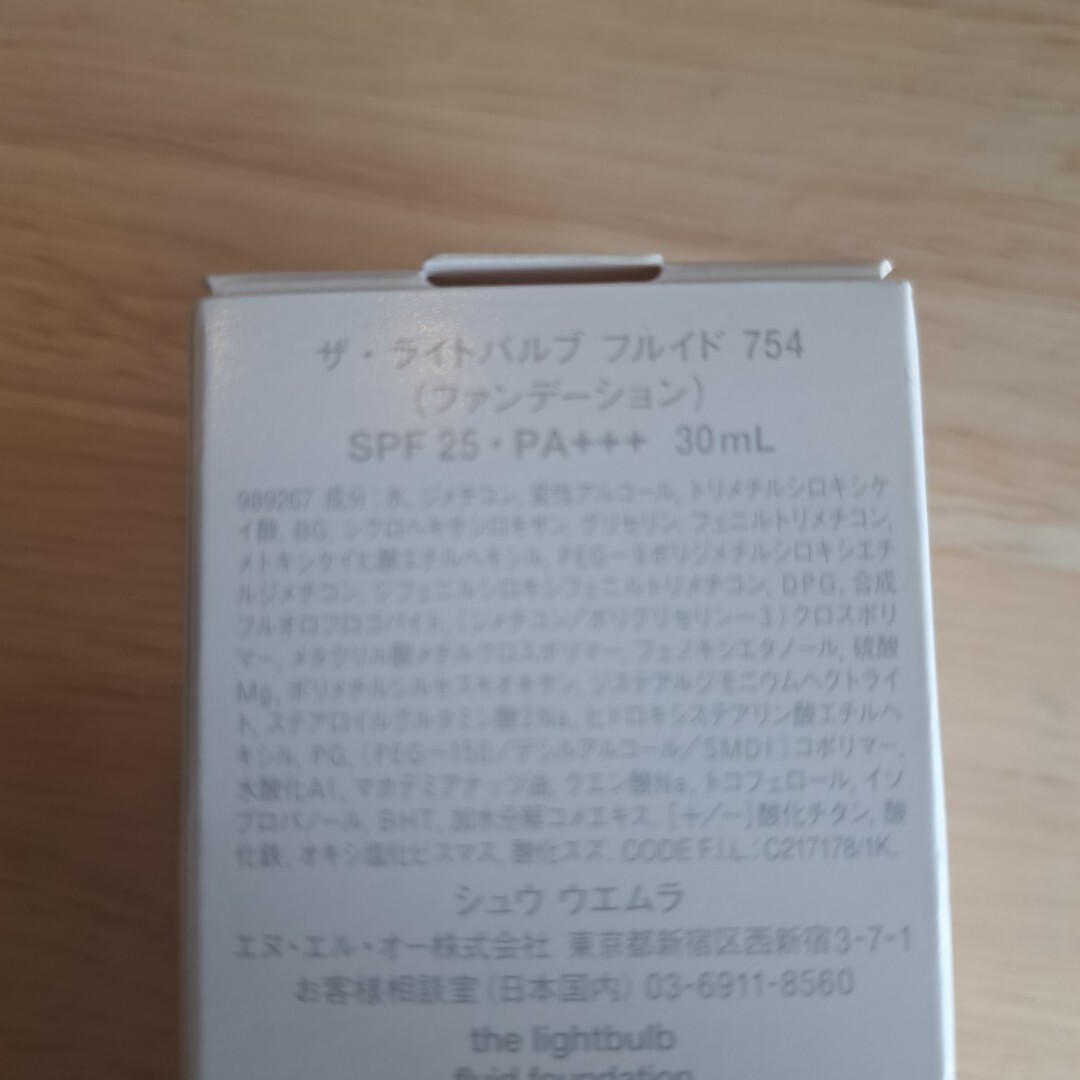 ザ・ライトバルブ フルイド 754
(ファンデーション)
SPF 25・PA+++ 30mL
989267 成分：水、ジメチコン、変性アルコール、トリメチルシロキシケ
イ酸、BG、シクロヘキサシロキサン、グリセリン、フェニルトリメチコン、
メトキシケイヒ酸エチルヘキシル、PEG－9ポリジメチルシロキシエチ
ルジメチコン、ジフェニルシロキシフェニルトリメチコン、DPG、合成
フルオロフロゴパイト、(ジメチコン/ポリグリセリン－3)クロスポリ
マー、メタクリル酸メチルクロスポリマー、フェノキシエタノール、硫酸
Mg、ポリメチルシルセスキオキサン、ジステアルジモニウムヘクトライ
ト、ステアロイルグルタミン酸2Na、ヒドロキシステアリン酸エチルヘ
キシル、PG、(PEG－150/デシルアルコール/SMDI)コポリマー、
水酸化Al、マカデミアナッツ油、クエン酸Na、トコフェロール、イソ
プロパノール、BHT、加水分解コメエキス、[+/－]酸化チタン、酸
化鉄、オキシ塩化ビスマス、酸化スズ. CODE F.I.L.: C217178/1K.
シュウ ウエムラ
エヌ・エル・オー株式会社 東京都新宿区西新宿3-7-1
お客様相談室(日本国内) 03-6911-8560
the lightbulb
fluid foundation